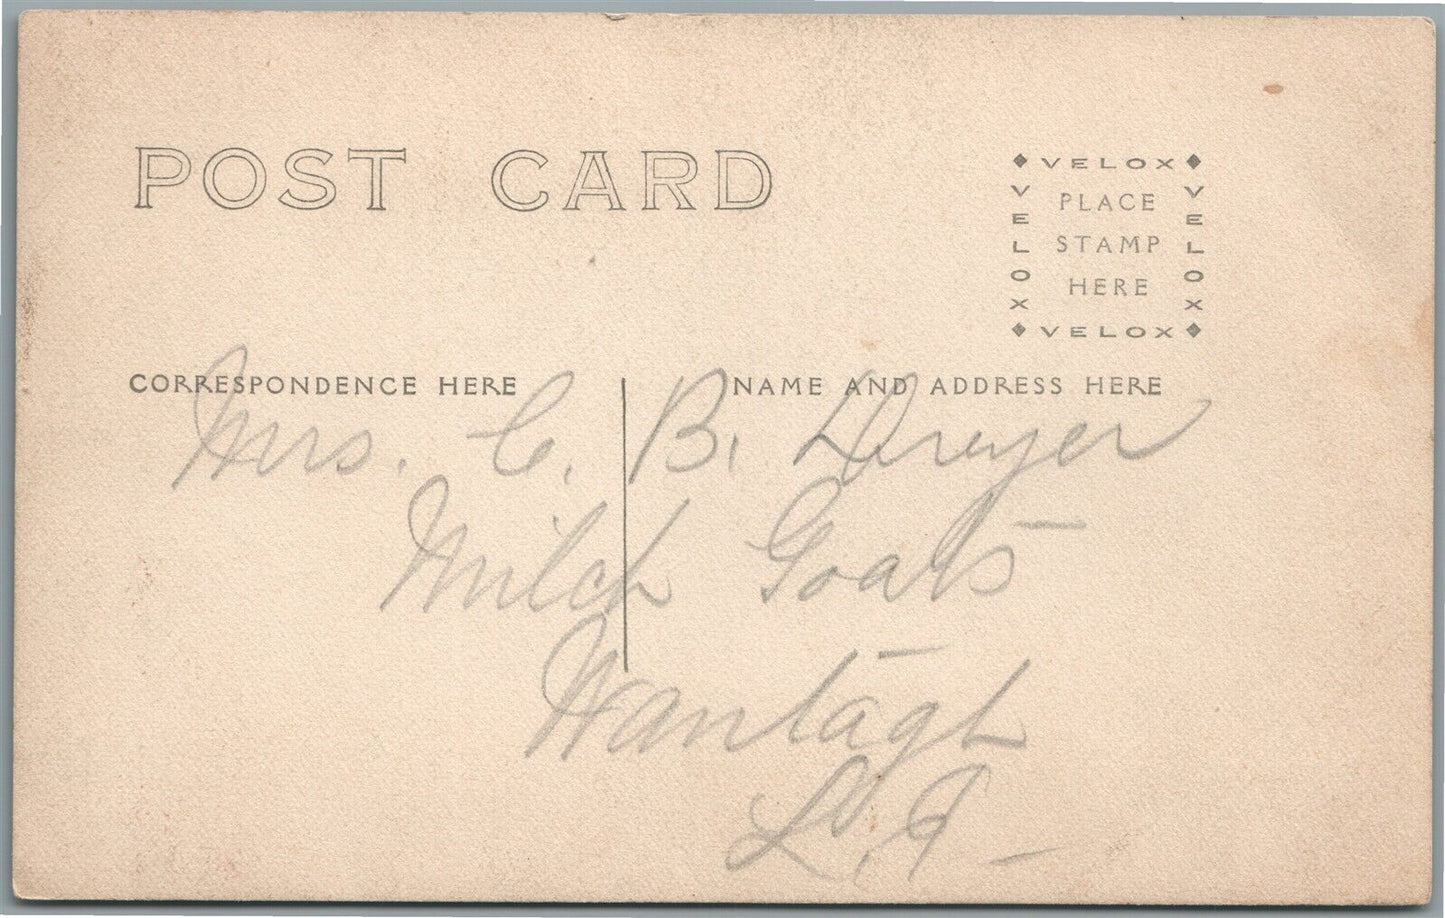 POST CARD
VELOX
VELOX
VELOX
VELOX
PLACE
STAMP
HERE
CORRESPONDENCE HERE
NAME AND ADDRESS HERE
Mrs. C. B. Dreyer
Milch Goats
Wantagh
L. I.